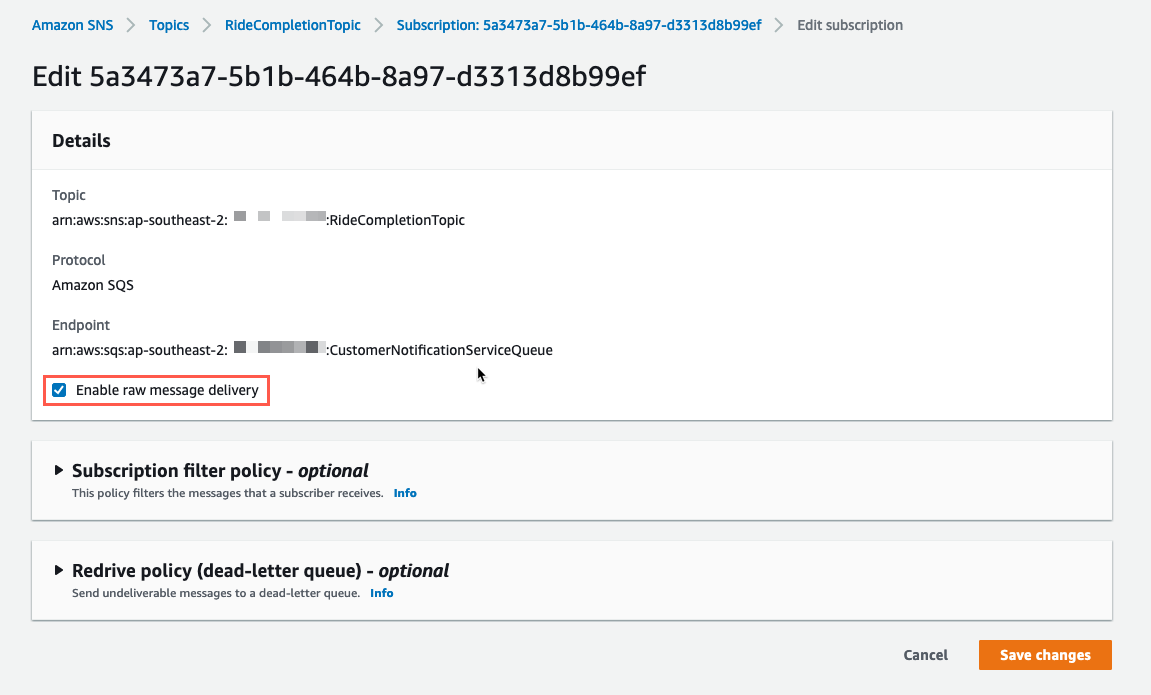 Amazon SNS > Topics > RideCompletionTopic > Subscription: 5a3473a7-5b1b-464b-8a97-d3313d8b99ef > Edit subscription
Edit 5a3473a7-5b1b-464b-8a97-d3313d8b99ef
Details
Topic
arn:aws:sns:ap-southeast-2: :RideCompletionTopic
Protocol
Amazon SQS
Endpoint
arn:aws:sqs:ap-southeast-2: :CustomerNotificationServiceQueue
Enable raw message delivery
Subscription filter policy - optional
This policy filters the messages that a subscriber receives. Info
Redrive policy (dead-letter queue) - optional
Send undeliverable messages to a dead-letter queue. Info
Cancel Save changes